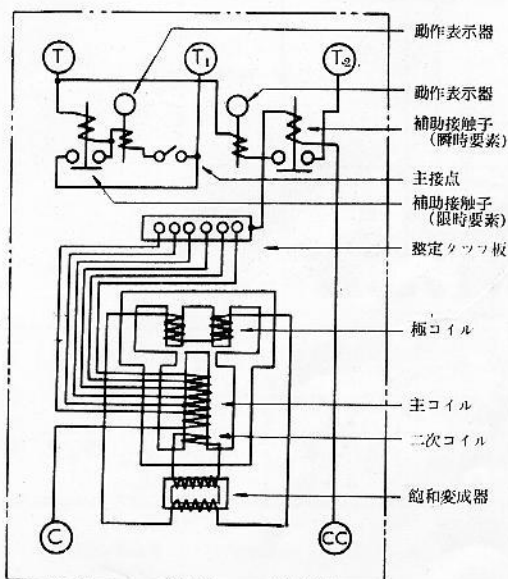 動作表示器
T
T₁
T₂
動作表示器
補助接触子
(瞬時要素)
主接点
補助接触子
(限時要素)
整定タップ板
極コイル
主コイル
二次コイル
飽和変成器
C
CC